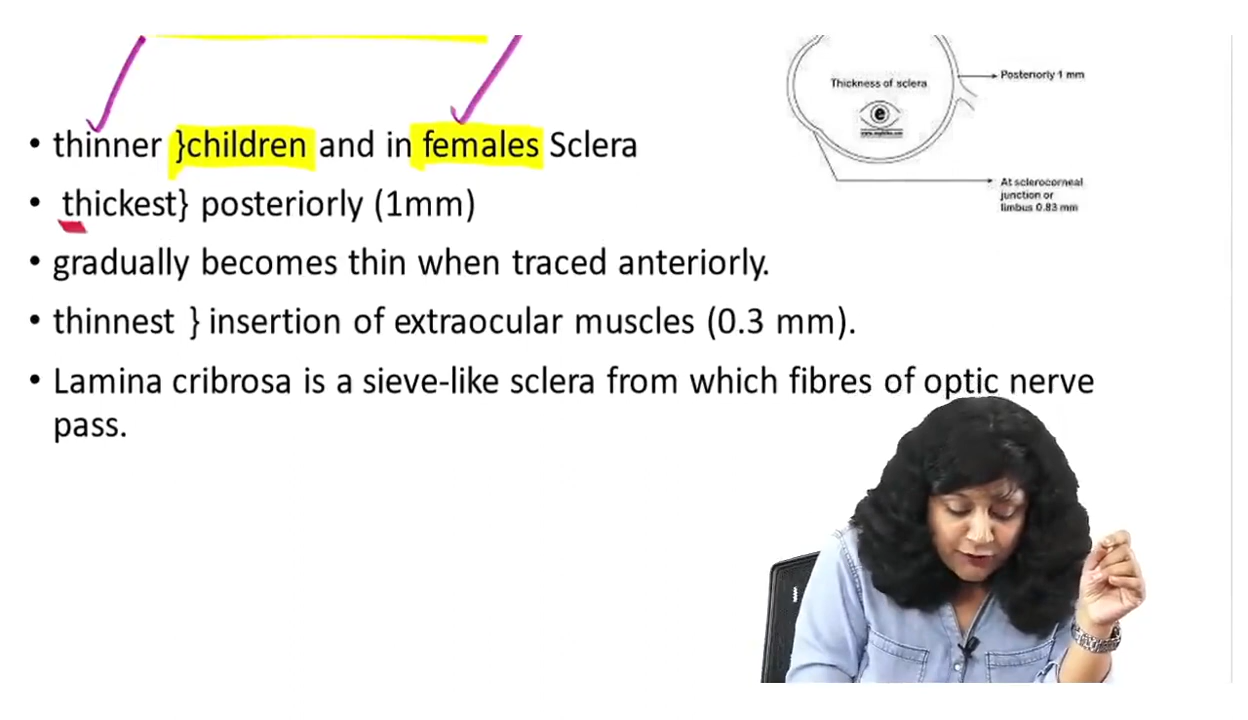 Thickness of sclera
Posteriorly 1 mm
• thinner }children and in females Sclera
At sclerocorneal
junction or
limbus 0.83 mm
• thickest} posteriorly (1mm)
• gradually becomes thin when traced anteriorly.
• thinnest } insertion of extraocular muscles (0.3 mm).
• Lamina cribrosa is a sieve-like sclera from which fibres of optic nerve
pass.